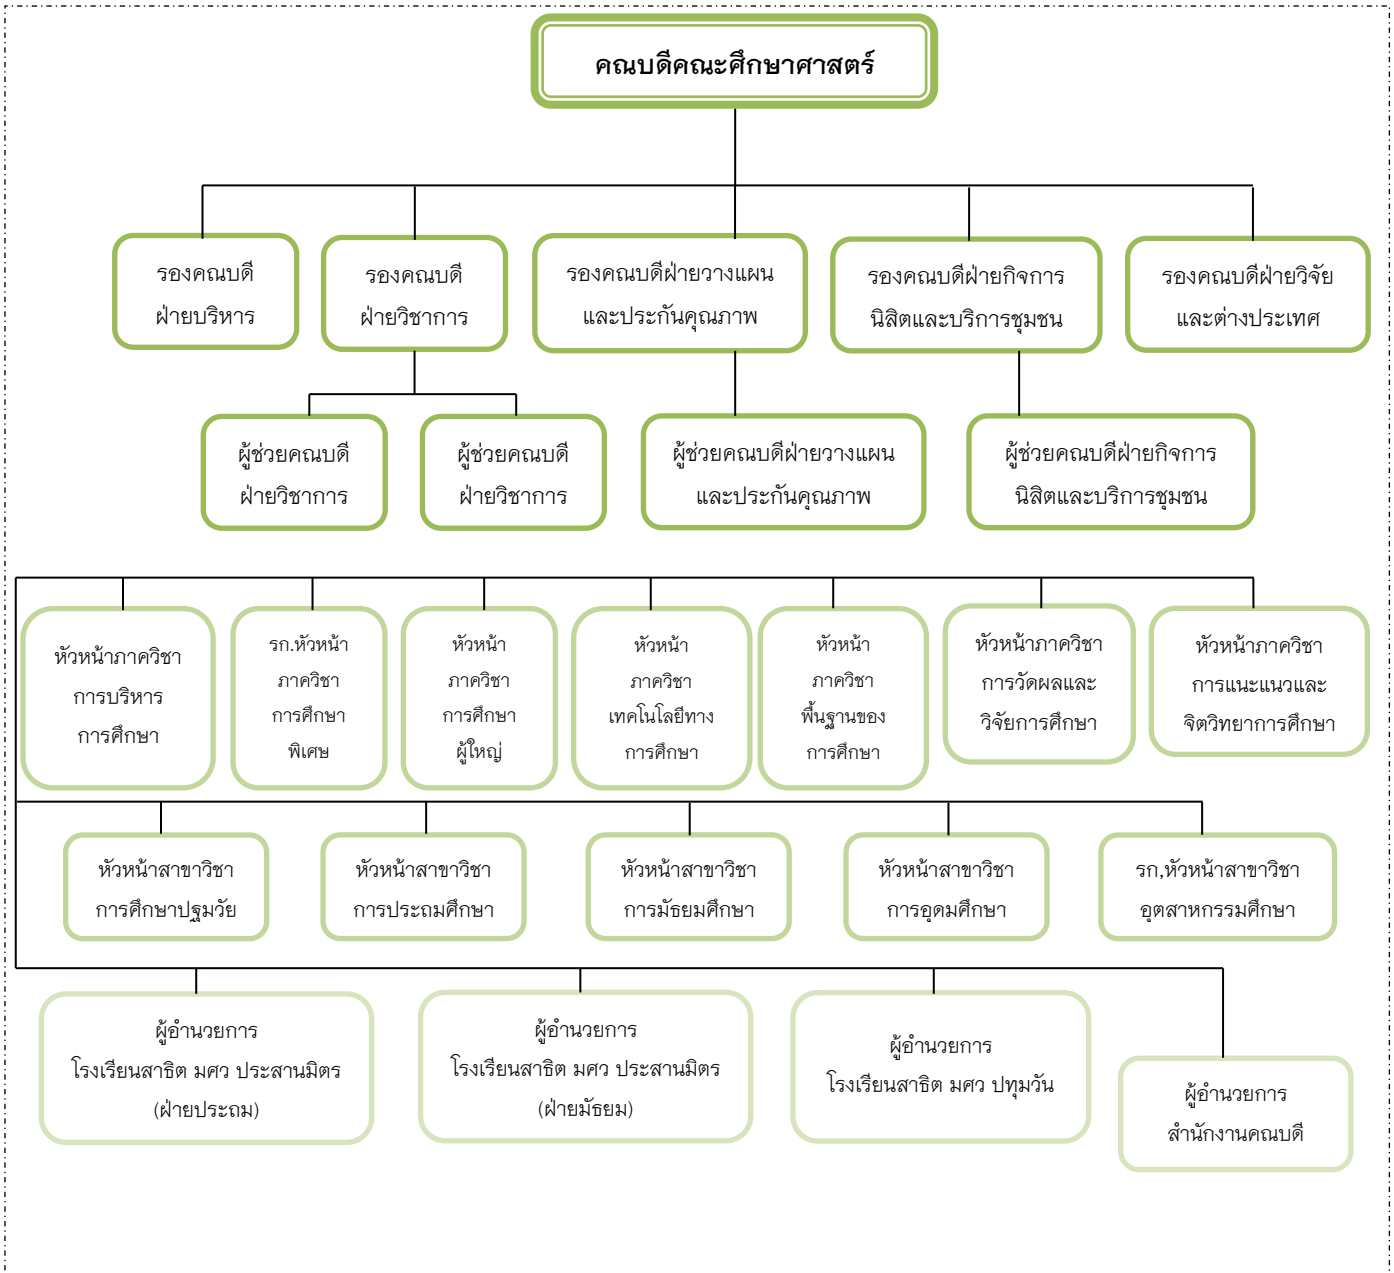 คณบดีคณะศึกษาศาสตร์
รองคณบดี
ฝ่ายบริหาร
รองคณบดี
ฝ่ายวิชาการ
รองคณบดีฝ่ายวางแผน
และประกันคุณภาพ
รองคณบดีฝ่ายกิจการ
นิสิตและบริการชุมชน
รองคณบดีฝ่ายวิจัย
และต่างประเทศ
ผู้ช่วยคณบดี
ฝ่ายวิชาการ
ผู้ช่วยคณบดี
ฝ่ายวิชาการ
ผู้ช่วยคณบดีฝ่ายวางแผน
และประกันคุณภาพ
ผู้ช่วยคณบดีฝ่ายกิจการ
นิสิตและบริการชุมชน
หัวหน้าภาควิชา
การบริหาร
การศึกษา
รก.หัวหน้า
ภาควิชา
การศึกษา
พิเศษ
หัวหน้า
ภาควิชา
การศึกษา
ผู้ใหญ่
หัวหน้า
ภาควิชา
เทคโนโลยีทาง
การศึกษา
หัวหน้า
ภาควิชา
พื้นฐานของ
การศึกษา
หัวหน้าภาควิชา
การวัดผลและ
วิจัยการศึกษา
หัวหน้าภาควิชา
การแนะแนวและ
จิตวิทยาการศึกษา
หัวหน้าสาขาวิชา
การศึกษาปฐมวัย
หัวหน้าสาขาวิชา
การประถมศึกษา
หัวหน้าสาขาวิชา
การมัธยมศึกษา
หัวหน้าสาขาวิชา
การอุดมศึกษา
รก,หัวหน้าสาขาวิชา
อุตสาหกรรมศึกษา
ผู้อำนวยการ
โรงเรียนสาธิต มศว ประสานมิตร
(ฝ่ายประถม)
ผู้อำนวยการ
โรงเรียนสาธิต มศว ประสานมิตร
(ฝ่ายมัธยม)
ผู้อำนวยการ
โรงเรียนสาธิต มศว ปทุมวัน
ผู้อำนวยการ
สำนักงานคณบดี